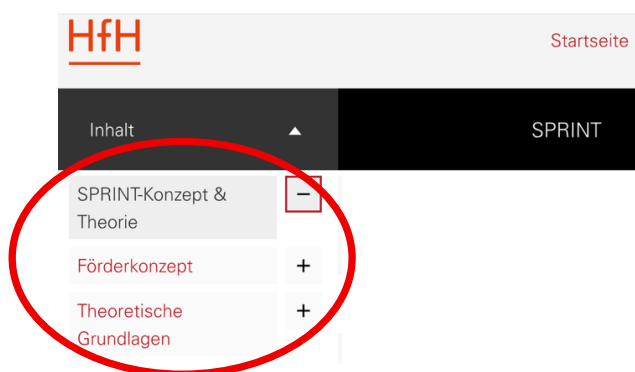 HfH
Startseite
Inhalt
SPRINT
SPRINT-Konzept &
Theorie
Förderkonzept
Theoretische
Grundlagen